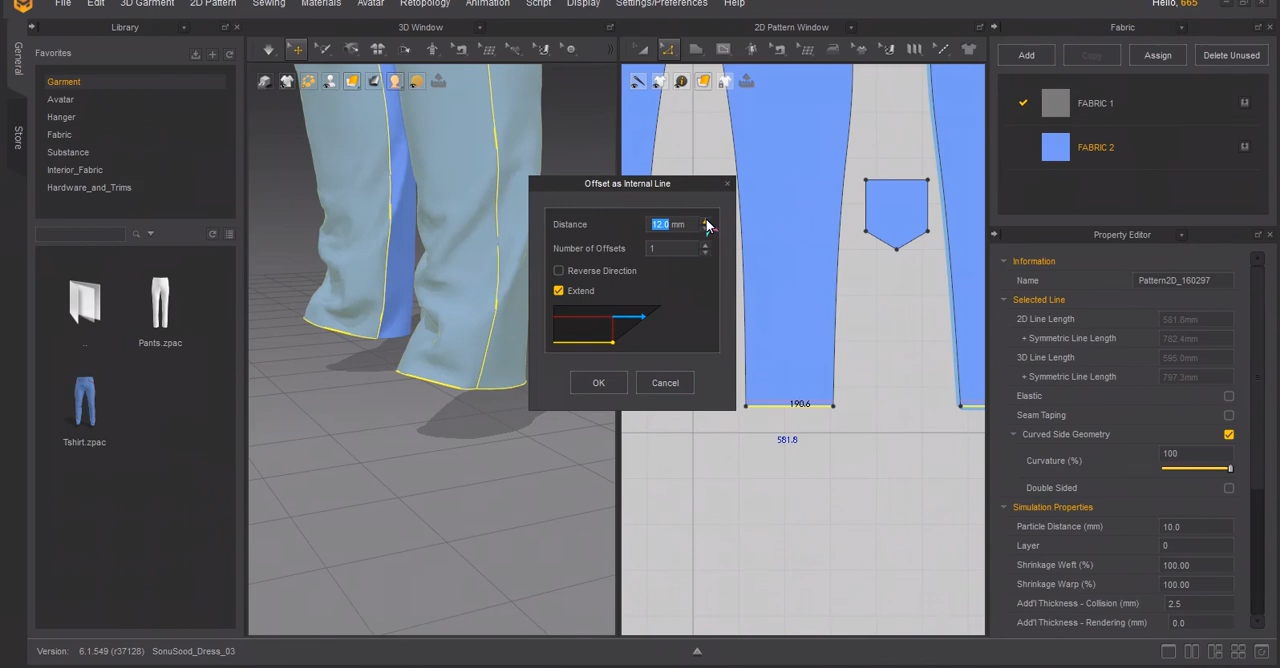 File Edit 3D Garment 2D Pattern Sewing Materials Avatar Retopology Animation Script Display Settings/Preferences Help Hello, 665
Library 3D Window 2D Pattern Window Fabric
General
Store
Favorites
Garment
Avatar
Hanger
Fabric
Substance
Interior_Fabric
Hardware_and_Trims
..
Pants.zpac
Tshirt.zpac
Offset as Internal Line
Distance 12.0 mm
Number of Offsets 1
Reverse Direction
Extend
OK Cancel
190.6
581.8
Add Copy Assign Delete Unused
FABRIC 1
FABRIC 2
Property Editor
Information
Name Pattern2D_160297
Selected Line
2D Line Length 581.8mm
+ Symmetric Line Length 782.4mm
3D Line Length 595.0mm
+ Symmetric Line Length 797.3mm
Elastic
Seam Taping
Curved Side Geometry
Curvature (%) 100
Double Sided
Simulation Properties
Particle Distance (mm) 10.0
Layer 0
Shrinkage Weft (%) 100.00
Shrinkage Warp (%) 100.00
Add'l Thickness - Collision (mm) 2.5
Add'l Thickness - Rendering (mm) 0.0
Version: 6.1.549 (r37128) SonuSood_Dress_03